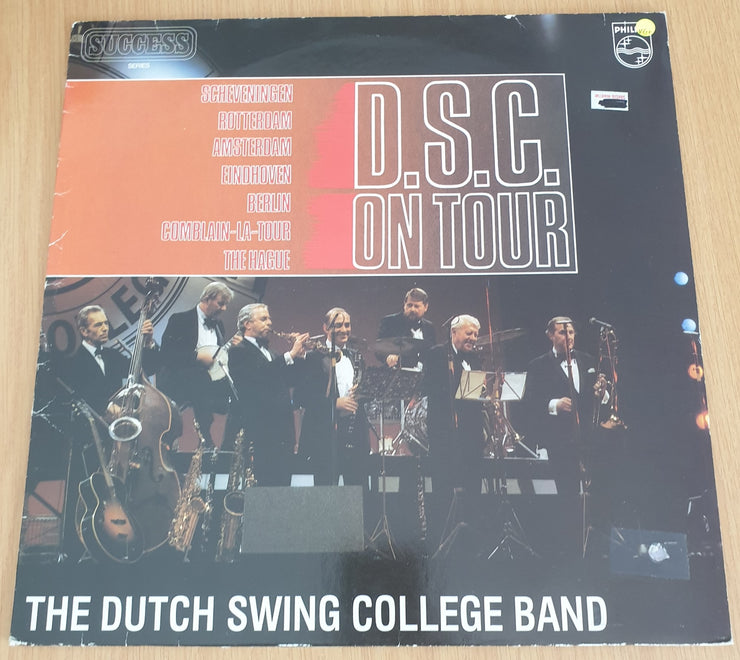 SUCCESS
SERIES
PHILIPS
SCHEVENINGEN
ROTTERDAM
AMSTERDAM
EINDHOVEN
BERLIN
COMBLAIN-LA-TOUR
THE HAGUE
D.S.C.
ON TOUR
COLLEGE
THE DUTCH SWING COLLEGE BAND